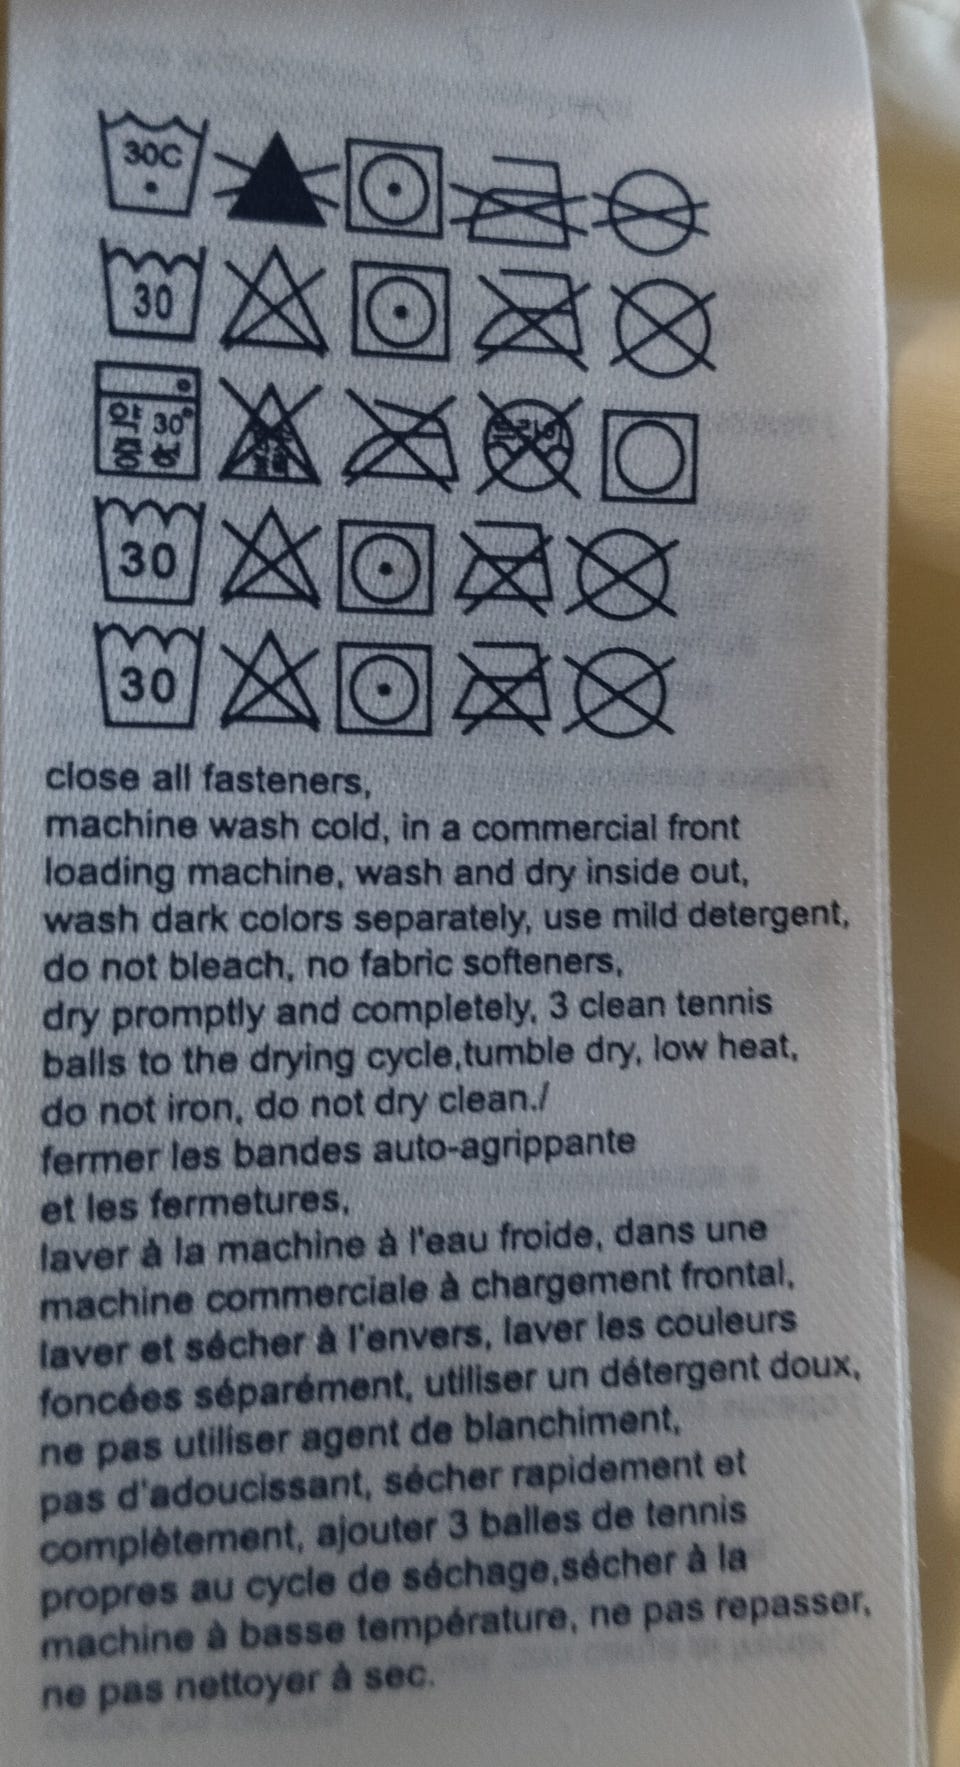 30C
30
약 30°
중성
30
30
close all fasteners,
machine wash cold, in a commercial front
loading machine, wash and dry inside out,
wash dark colors separately, use mild detergent,
do not bleach, no fabric softeners,
dry promptly and completely, 3 clean tennis
balls to the drying cycle,tumble dry, low heat,
do not iron, do not dry clean./
fermer les bandes auto-agrippante
et les fermetures,
laver à la machine à l'eau froide, dans une
machine commerciale à chargement frontal,
laver et sécher à l'envers, laver les couleurs
foncées séparément, utiliser un détergent doux,
ne pas utiliser agent de blanchiment,
pas d'adoucissant, sécher rapidement et
complètement, ajouter 3 balles de tennis
propres au cycle de séchage,sécher à la
machine à basse température, ne pas repasser,
ne pas nettoyer à sec.